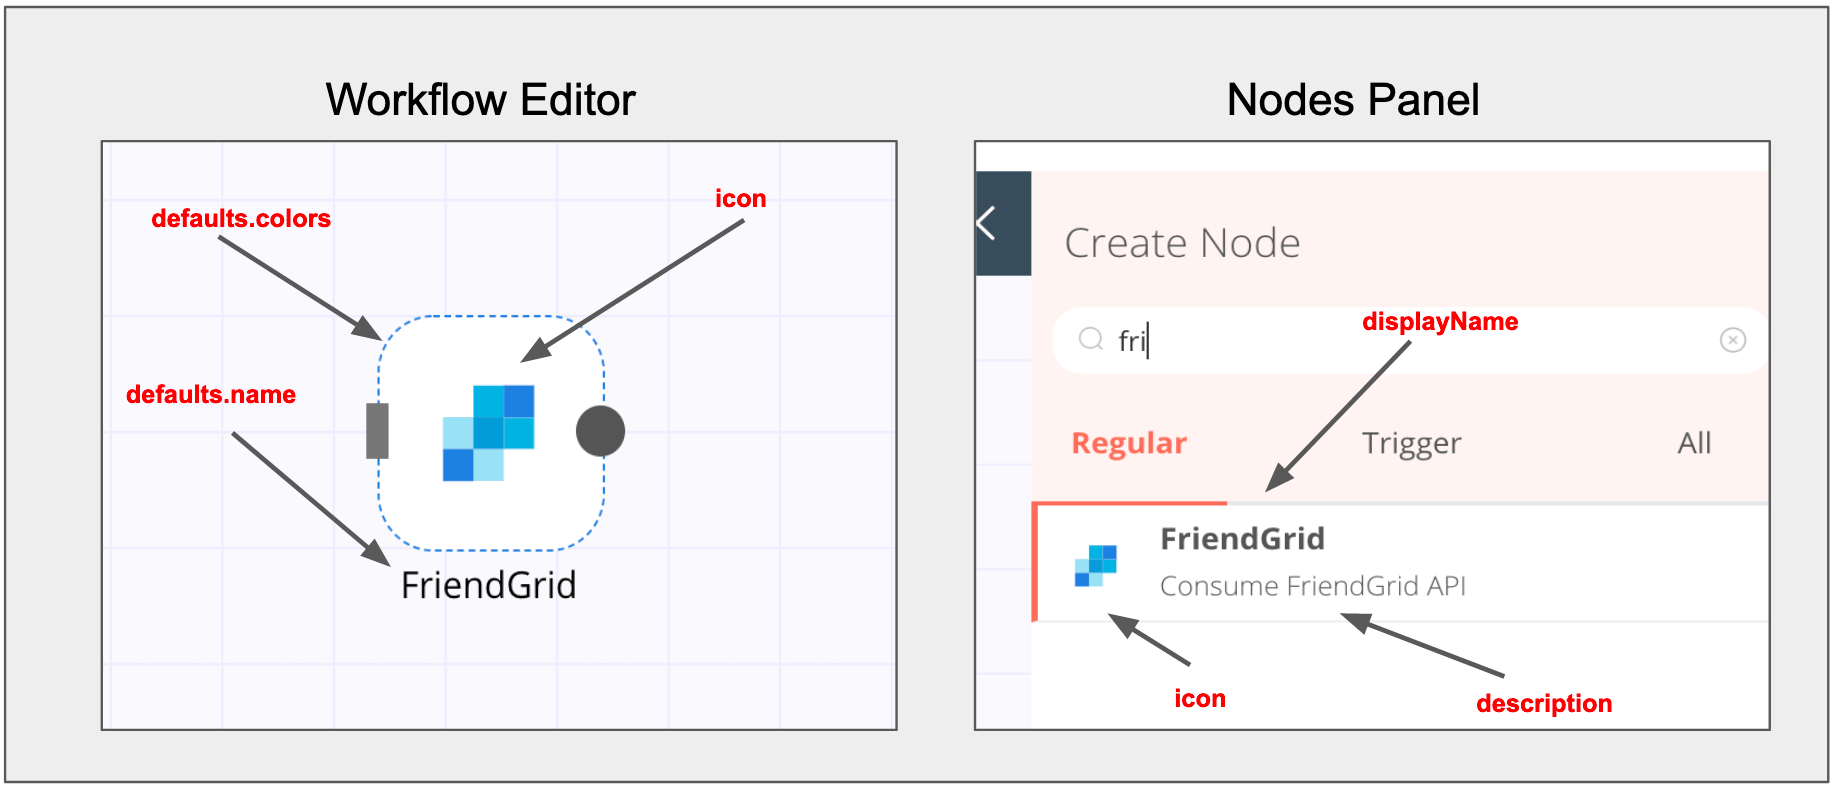 Workflow Editor
defaults.colors
icon
defaults.name
FriendGrid
Nodes Panel
Create Node
fri
displayName
Regular Trigger All
FriendGrid
Consume FriendGrid API
icon
description